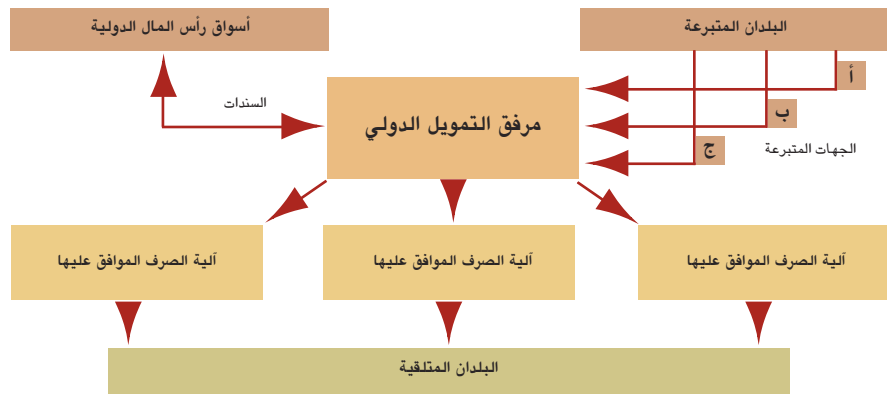 البلدان المتبرعة
أسواق رأس المال الدولية
أ
ب
ج
الجهات المتبرعة
السندات
مرفق التمويل الدولي
آلية الصرف الموافق عليها
آلية الصرف الموافق عليها
آلية الصرف الموافق عليها
البلدان المتلقية